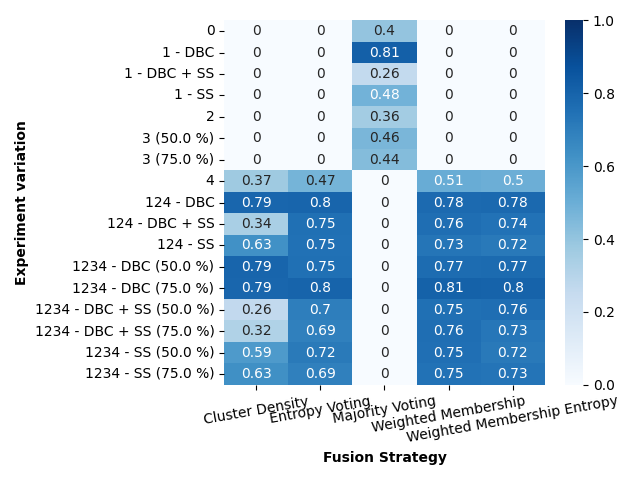 0 0 0 0.4 0 0
1 - DBC 0 0 0.81 0 0
1 - DBC + SS 0 0 0.26 0 0
1 - SS 0 0 0.48 0 0
2 0 0 0.36 0 0
3 (50.0 %) 0 0 0.46 0 0
3 (75.0 %) 0 0 0.44 0 0
4 0.37 0.47 0 0.51 0.5
124 - DBC 0.79 0.8 0 0.78 0.78
124 - DBC + SS 0.34 0.75 0 0.76 0.74
124 - SS 0.63 0.75 0 0.73 0.72
1234 - DBC (50.0 %) 0.79 0.75 0 0.77 0.77
1234 - DBC (75.0 %) 0.79 0.8 0 0.81 0.8
1234 - DBC + SS (50.0 %) 0.26 0.7 0 0.75 0.76
1234 - DBC + SS (75.0 %) 0.32 0.69 0 0.76 0.73
1234 - SS (50.0 %) 0.59 0.72 0 0.75 0.72
1234 - SS (75.0 %) 0.63 0.69 0 0.75 0.73
Experiment variation
Cluster Density
Entropy Voting
Majority Voting
Weighted Membership
Weighted Membership Entropy
Fusion Strategy
1.0
0.8
0.6
0.4
0.2
0.0